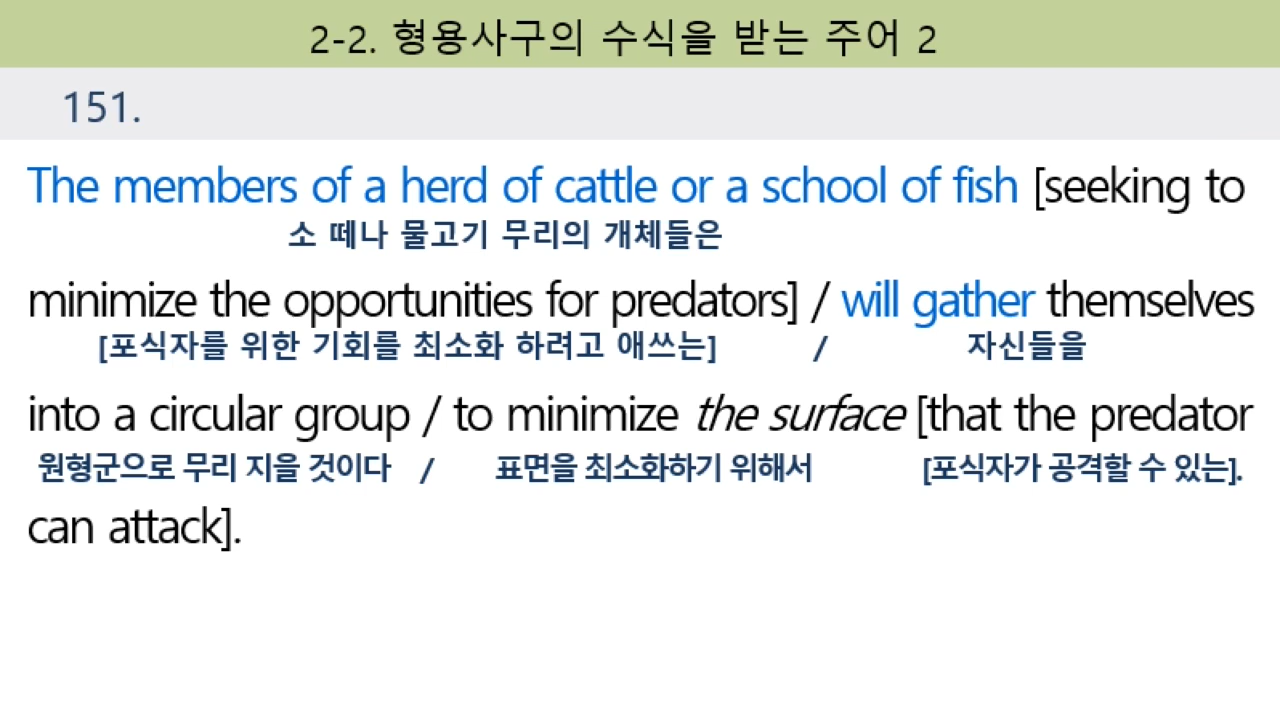 2-2. 형용사구의 수식을 받는 주어 2
151.
The members of a herd of cattle or a school of fish [seeking to
소 떼나 물고기 무리의 개체들은
minimize the opportunities for predators] / will gather themselves
[포식자를 위한 기회를 최소화 하려고 애쓰는] / 자신들을
into a circular group / to minimize the surface [that the predator
원형군으로 무리 지을 것이다 / 표면을 최소화하기 위해서 [포식자가 공격할 수 있는].
can attack].